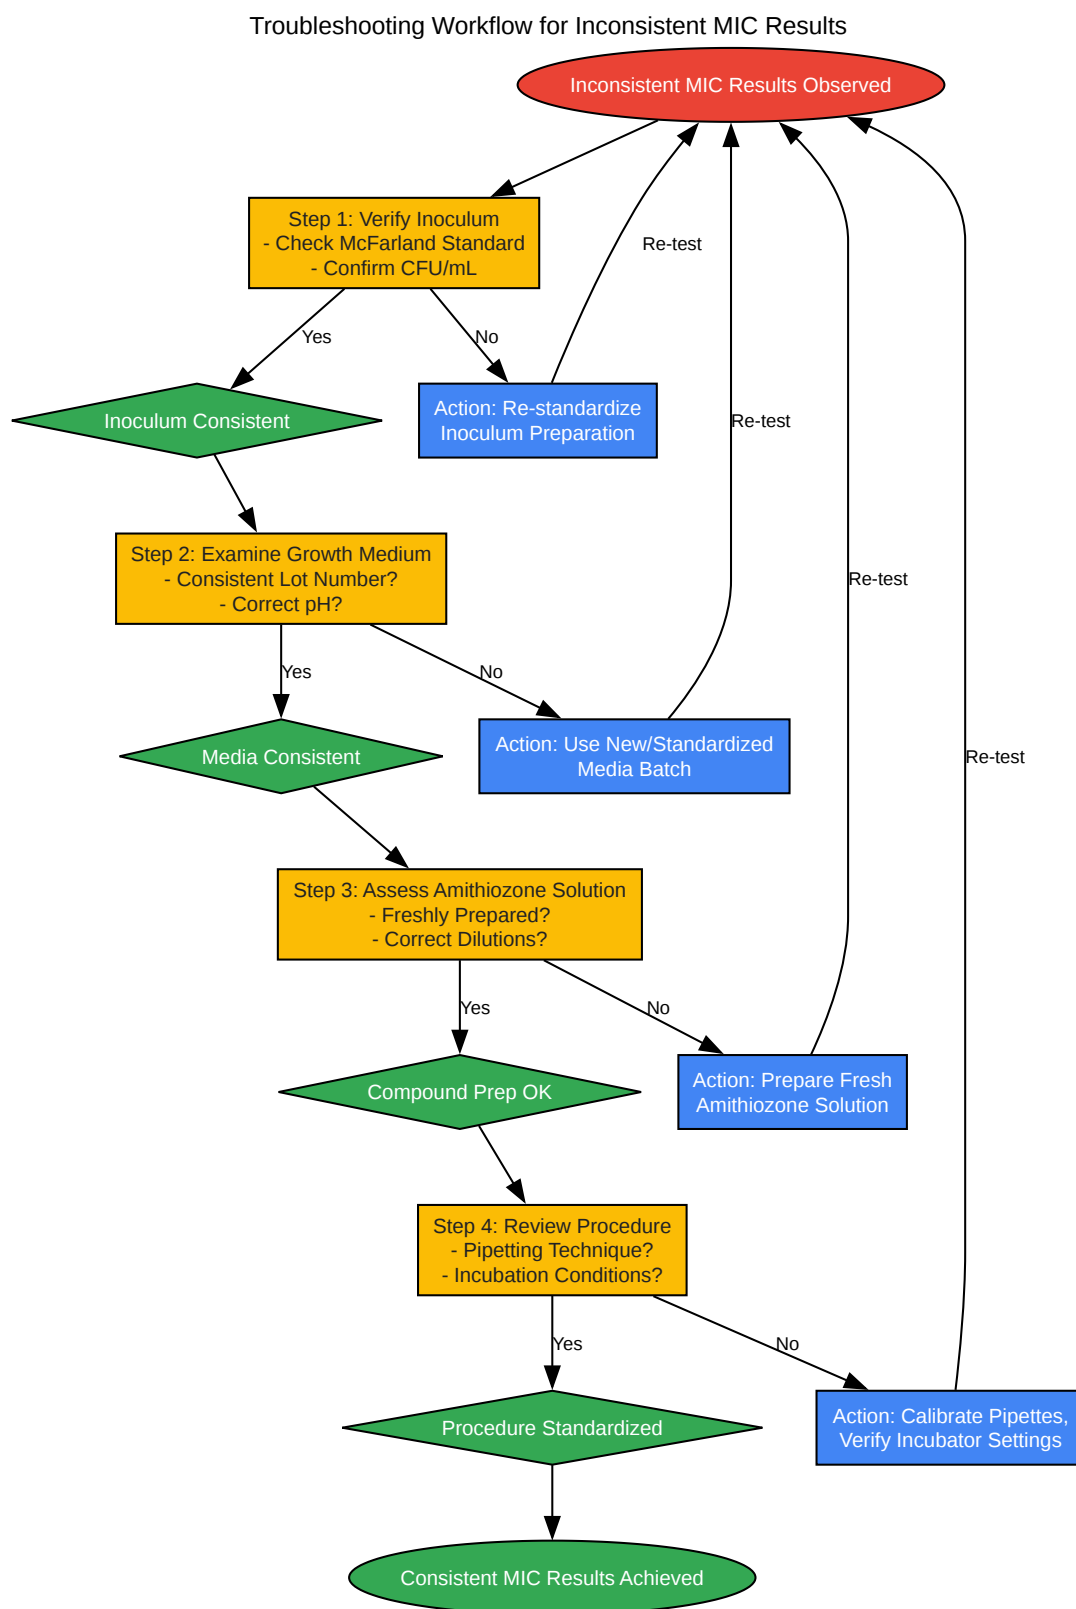 Troubleshooting Workflow for Inconsistent MIC Results
Inconsistent MIC Results Observed
Step 1: Verify Inoculum
- Check McFarland Standard
- Confirm CFU/mL
Re-test
Yes
No
Inoculum Consistent
Action: Re-standardize
Inoculum Preparation
Re-test
Step 2: Examine Growth Medium
- Consistent Lot Number?
- Correct pH?
Re-test
Yes
No
Media Consistent
Action: Use New/Standardized
Media Batch
Re-test
Step 3: Assess Amithiozone Solution
- Freshly Prepared?
- Correct Dilutions?
Yes
No
Compound Prep OK
Action: Prepare Fresh
Amithiozone Solution
Step 4: Review Procedure
- Pipetting Technique?
- Incubation Conditions?
Yes
No
Procedure Standardized
Action: Calibrate Pipettes,
Verify Incubator Settings
Consistent MIC Results Achieved